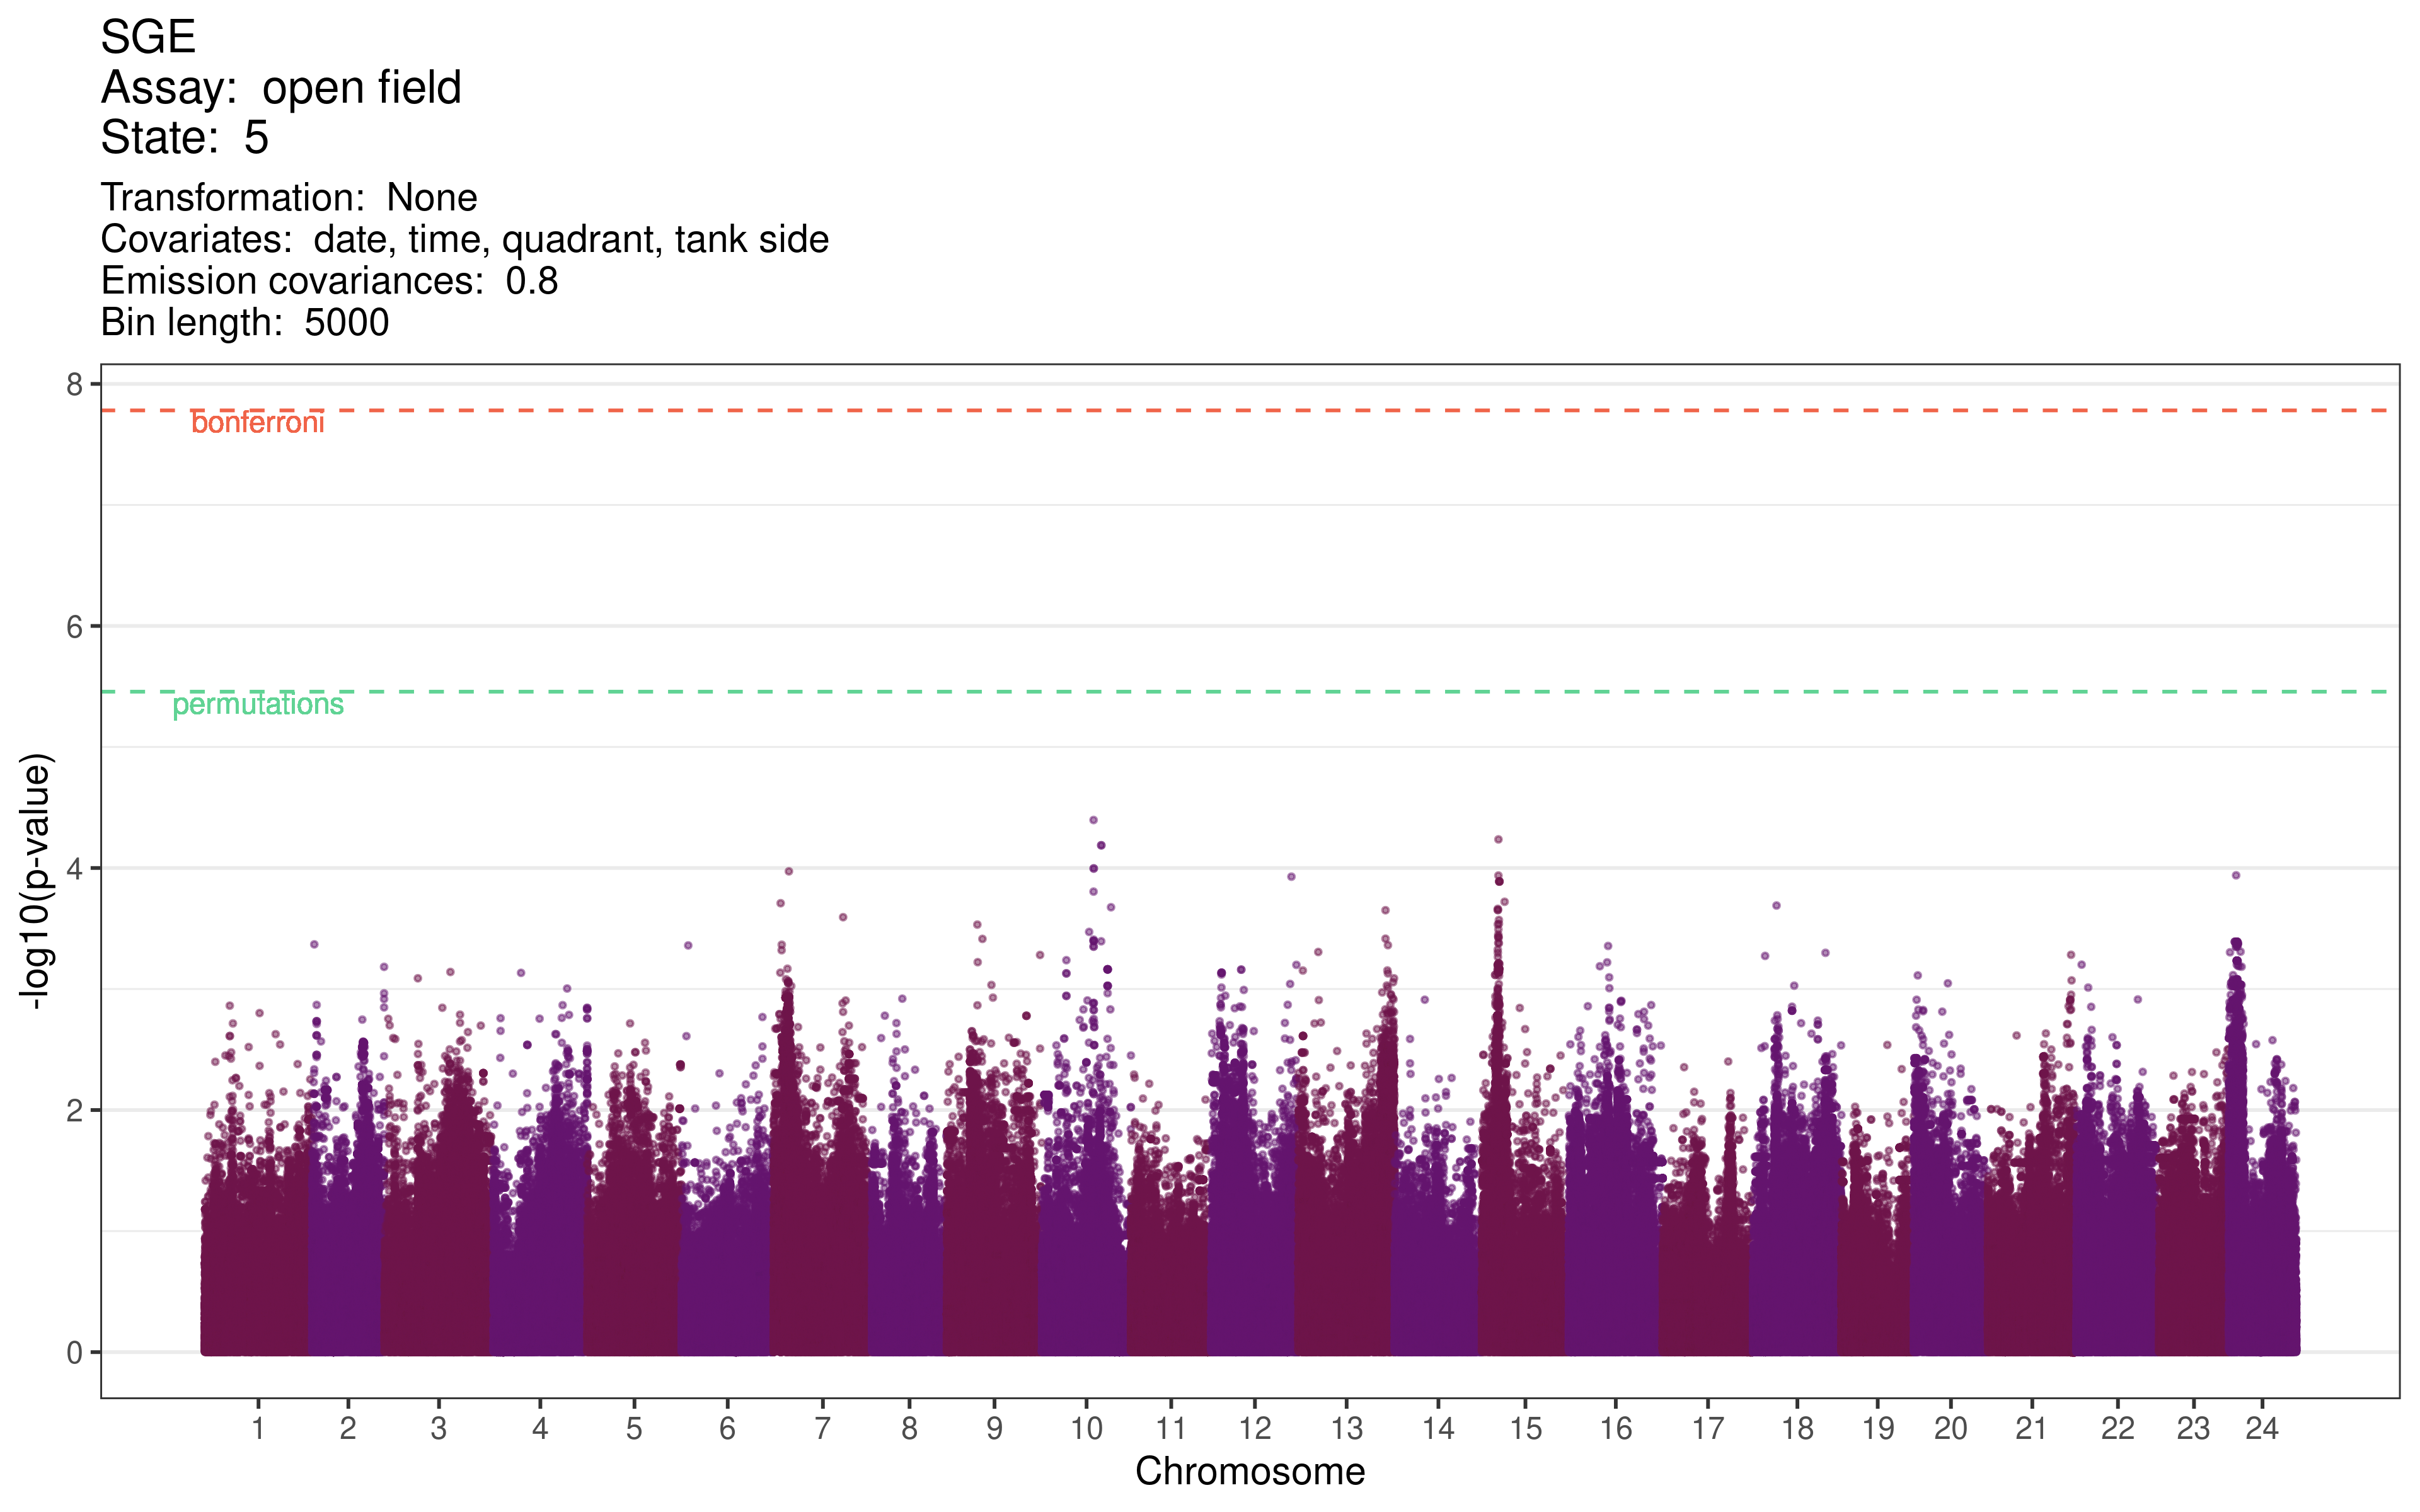 SGE
Assay:  open field
State:  5
Transformation:  None
Covariates:  date, time, quadrant, tank side
Emission covariances:  0.8
Bin length:  5000
8
bonferroni
6
permutations
4
2
0
-log10(p-value)
1 2 3 4 5 6 7 8 9 10 11 12 13 14 15 16 17 18 19 20 21 22 23 24
Chromosome